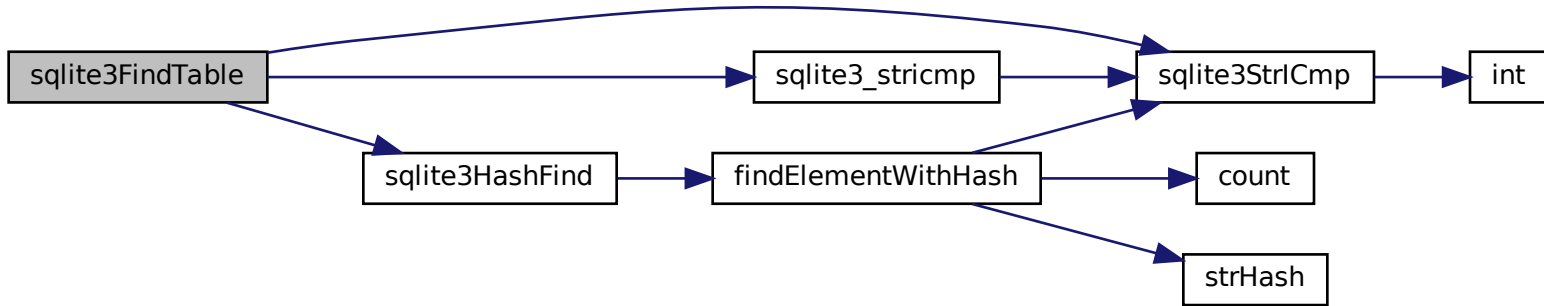 sqlite3FindTable
sqlite3_stricmp
sqlite3StrICmp
int
sqlite3HashFind
findElementWithHash
count
strHash